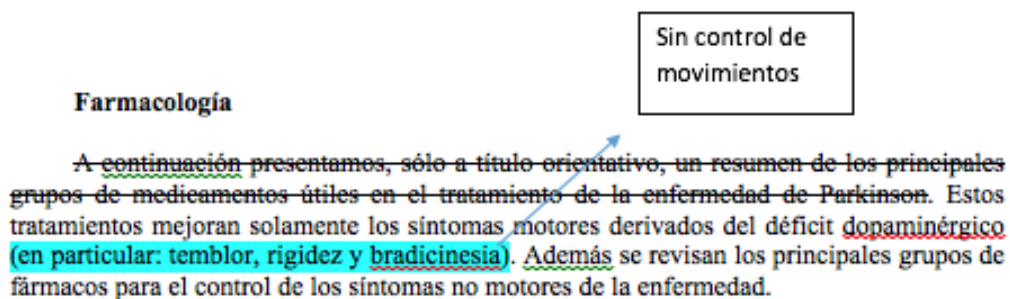 Sin control de
movimientos
Farmacología
A continuación presentamos, sólo a título orientativo, un resumen de los principales
grupos de medicamentos útiles en el tratamiento de la enfermedad de Parkinson. Estos
tratamientos mejoran solamente los síntomas motores derivados del déficit dopaminérgico
(en particular: temblor, rigidez y bradicinesia). Además se revisan los principales grupos de
fármacos para el control de los síntomas no motores de la enfermedad.